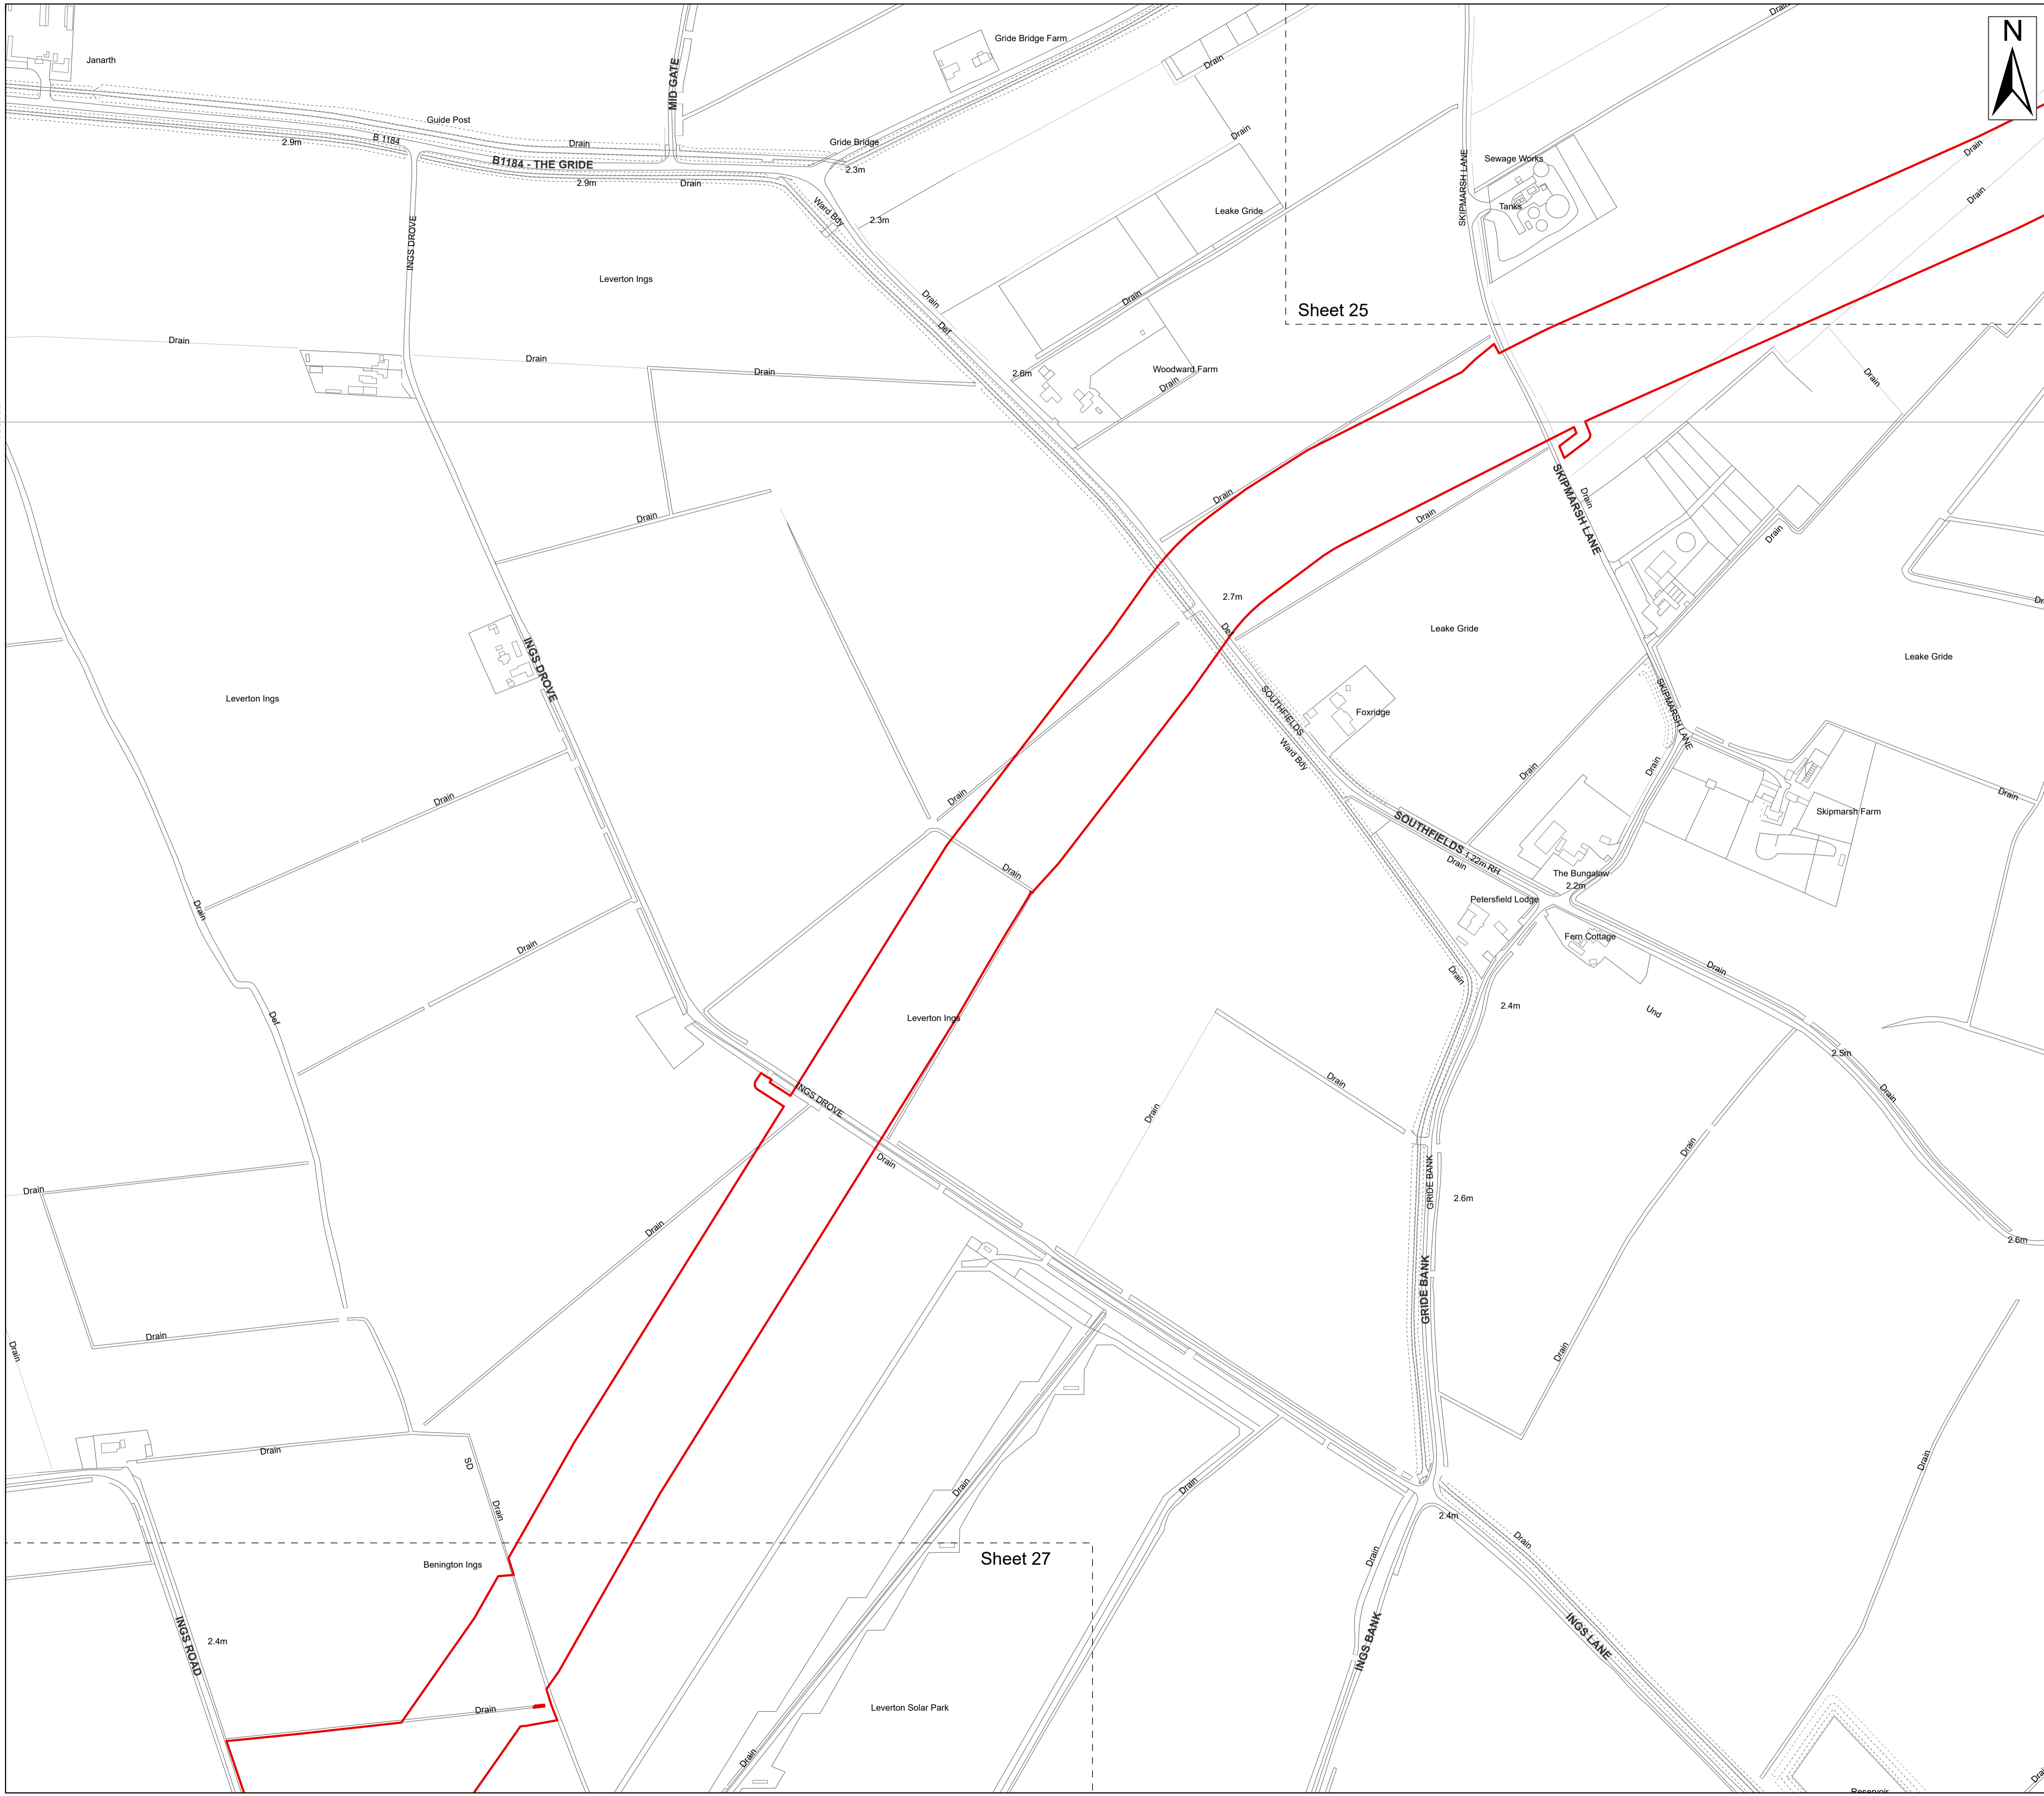 Drain
N
Janarth
Gride Bridge Farm
Drain
MID GATE
Guide Post
Drain
Drain
B 1184
2.9m
Drain
Gride Bridge
B1184 - THE GRIDE
2.3m
2.9m
Drain
Sewage Works
SKIPMARSH LANE
Drain
Tanks
Ward Bdy
2.3m
Leake Gride
INGS DROVE
Leverton Ings
Drain
Drain
Sheet 25
Def
Drain
Drain
Drain
2.6m
Woodward Farm
Drain
Drain
Drain
Drain
Drain
SKIPMARSH LANE
Drain
Drain
2.7m
Def
Leake Gride
Leake Gride
INGS DROVE
Leverton Ings
SOUTHFIELDS
Foxridge
SKIPMARSH LANE
Ward Bdy
Drain
Drain
Drain
Drain
Drain
Skipmarsh Farm
SOUTHFIELDS
1.22m RH
Drain
Drain
The Bungalow
2.2m
Petersfield Lodge
Drain
Fern Cottage
Drain
Drain
Drain
2.4m
Und
Def
Leverton Ings
2.5m
Drain
Drain
NGS DROVE
Drain
Drain
Drain
Drain
GRIDE BANK
2.6m
Drain
2.6m
GRIDE BANK
Drain
Drain
Drain
Drain
SD
Drain
Drain
Drain
Drain
2.4m
Drain
Sheet 27
Benington Ings
Drain
INGS ROAD
2.4m
INGS BANK
INGS LANE
Drain
Leverton Solar Park
Drain
Reservoir